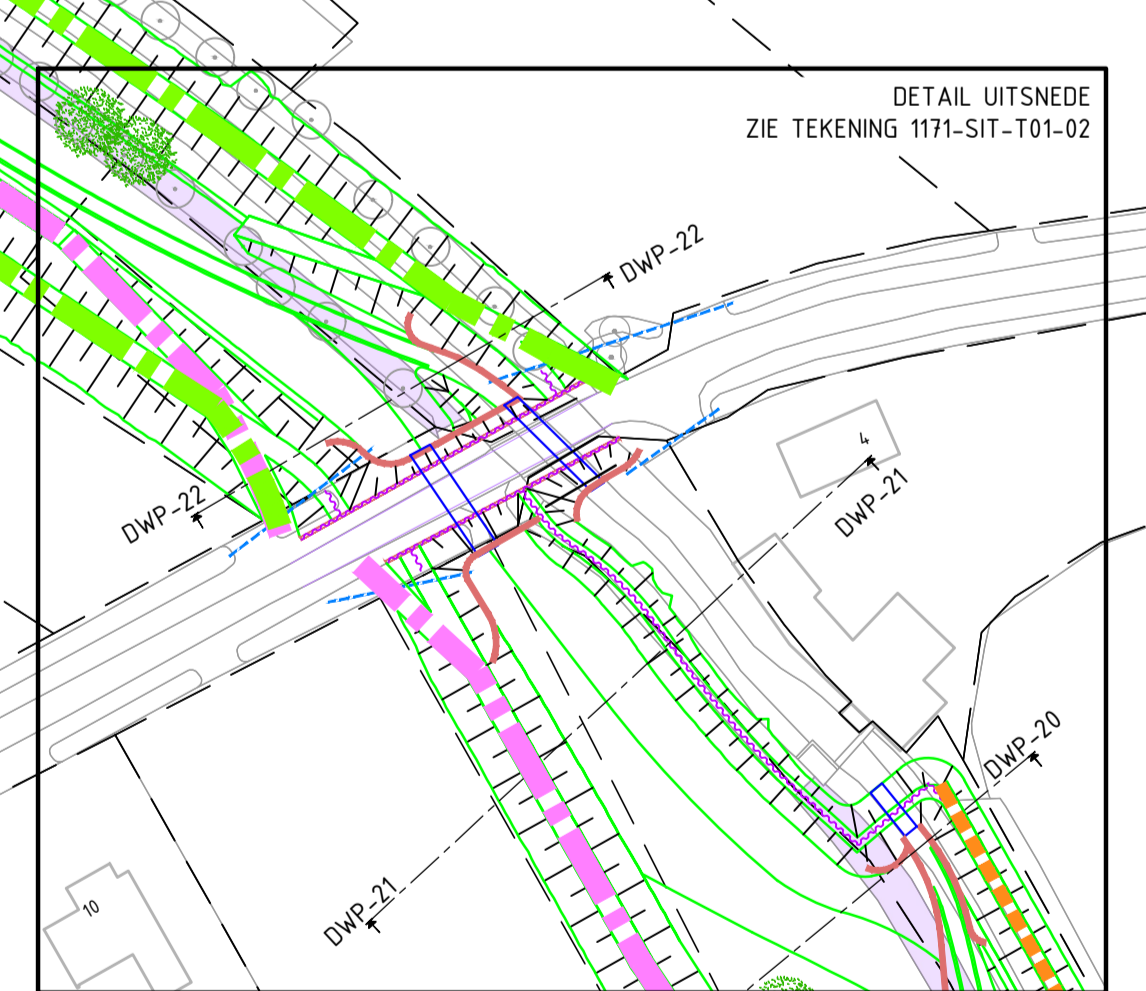 DETAIL UITSNEDE
ZIE TEKENING 1171-SIT-T01-02
DWP-22
4
DWP-21
DWP-22
DWP-20
DWP-21
10